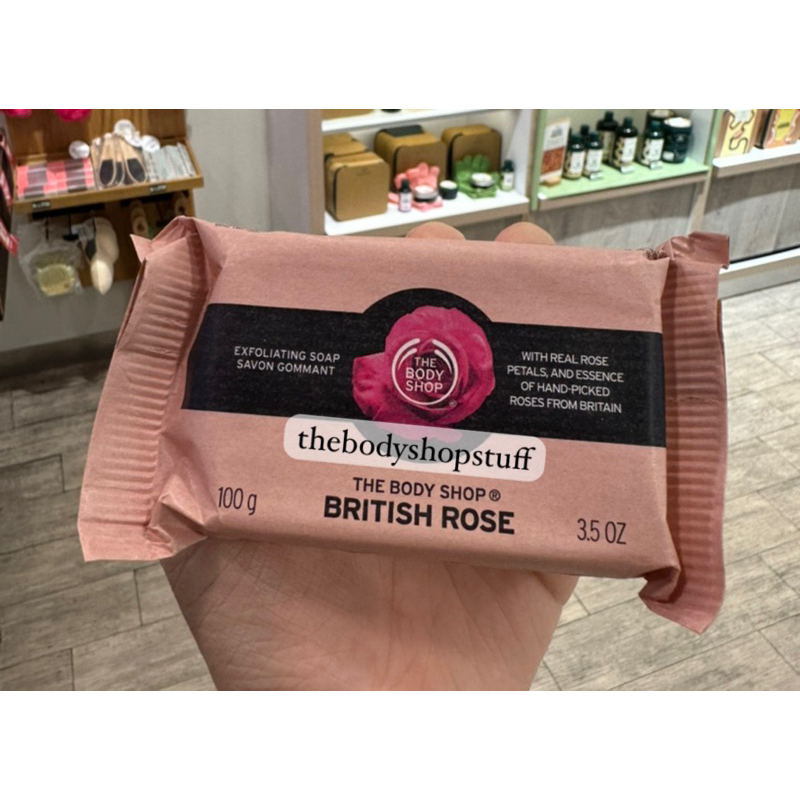 EXFOLIATING SOAP
SAVON GOMMANT
THE
BODY
SHOP
®
WITH REAL ROSE
PETALS, AND ESSENCE
OF HAND-PICKED
ROSES FROM BRITAIN
thebodyshopstuff
THE BODY SHOP ®
BRITISH ROSE
100 g
3.5 OZ